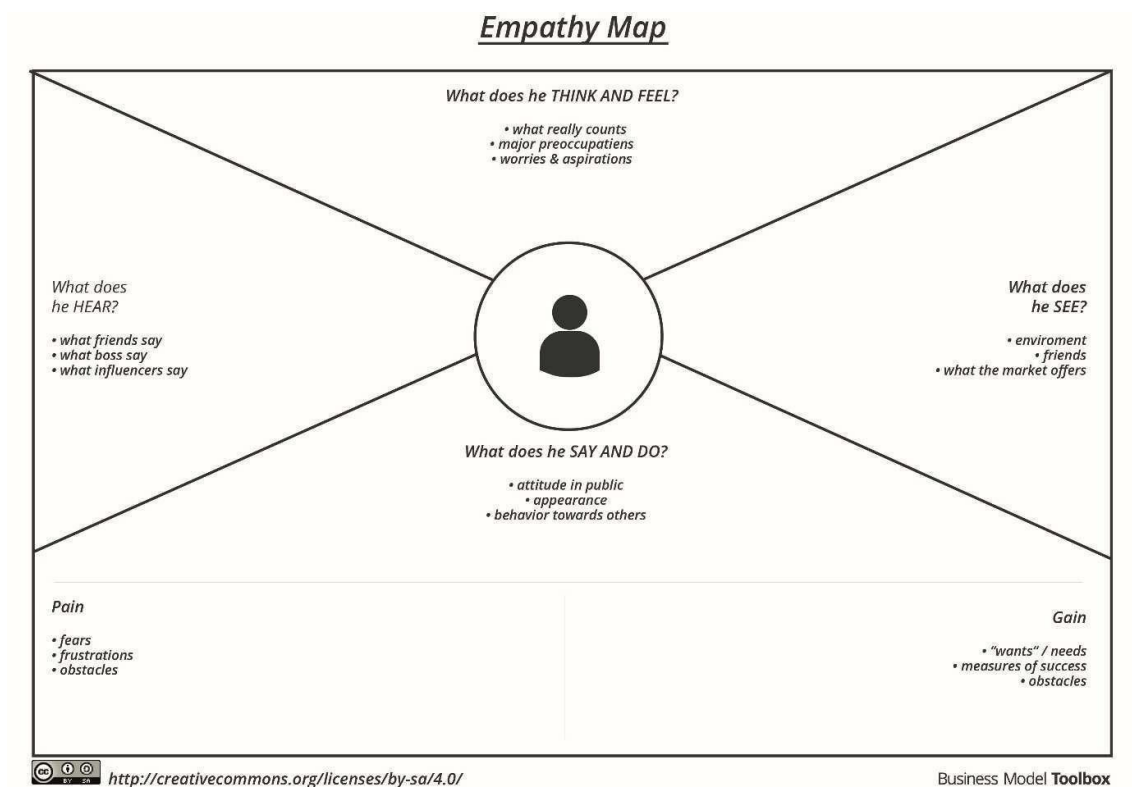 Empathy Map
What does he THINK AND FEEL?
• what really counts
• major preoccupatiens
• worries & aspirations
What does
he HEAR?
• what friends say
• what boss say
• what influencers say
What does
he SEE?
• enviroment
• friends
• what the market offers
What does he SAY AND DO?
• attitude in public
• appearance
• behavior towards others
Pain
• fears
• frustrations
• obstacles
Gain
• "wants" / needs
• measures of success
• obstacles
cc BY SA
http://creativecommons.org/licenses/by-sa/4.0/
Business Model Toolbox